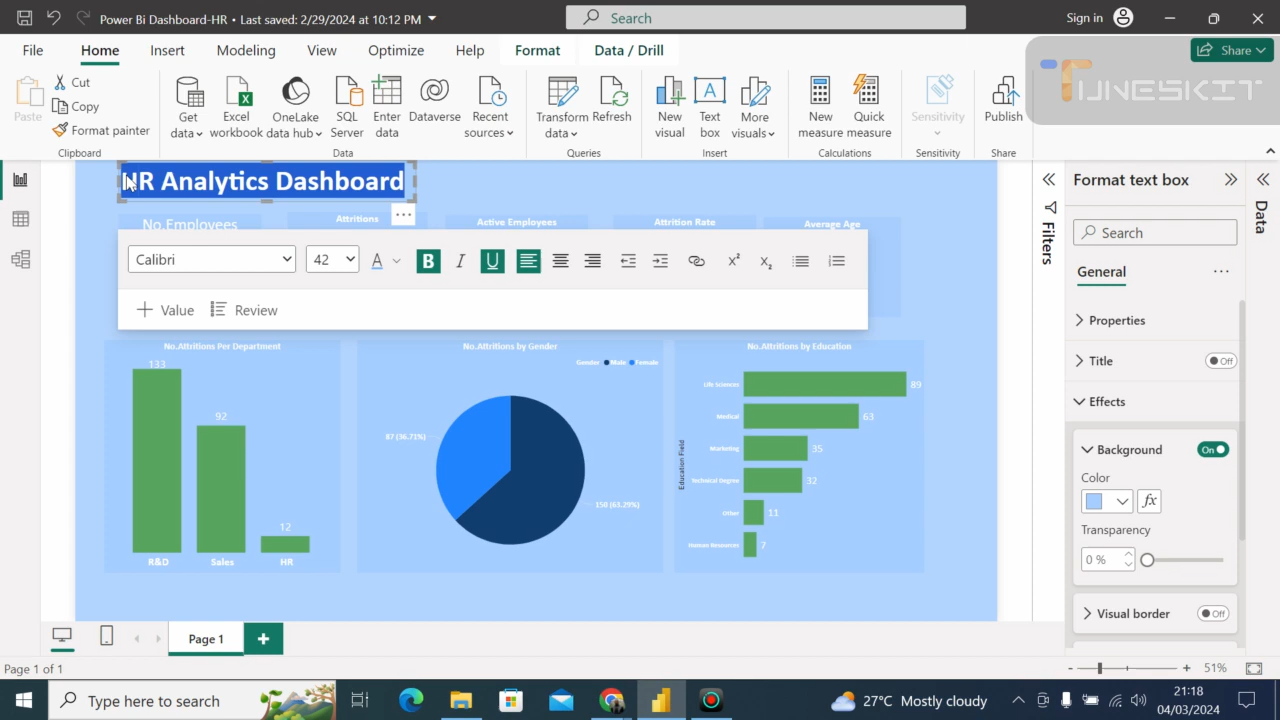 Power Bi Dashboard-HR • Last saved: 2/29/2024 at 10:12 PM
Search
Sign in
File Home Insert Modeling View Optimize Help Format Data / Drill
Share
TUNESKIT
Paste
Cut
Copy
Format painter
Clipboard
Get data
Excel workbook
OneLake data hub
SQL Server
Enter data
Dataverse
Recent sources
Data
Transform data
Refresh
Queries
New visual
Text box
More visuals
Insert
New measure
Quick measure
Calculations
Sensitivity
Sensitivity
Publish
Share
HR Analytics Dashboard
No.Employees
Attritions
Active Employees
Attrition Rate
Average Age
Calibri
42
A
B
I
U
Value
Review
No.Attritions Per Department
133
92
12
R&D
Sales
HR
No.Attritions by Gender
Gender Male Female
87 (36.71%)
150 (63.29%)
No.Attritions by Education
Education Field
Life Sciences 89
Medical 63
Marketing 35
Technical Degree 32
Other 11
Human Resources 7
Filters
Format text box
Search
General
Properties
Title
Off
Effects
Background
On
Color
fx
Transparency
0 %
Visual border
Off
Data
Page 1
Page 1 of 1
51%
Type here to search
27°C Mostly cloudy
21:18
04/03/2024